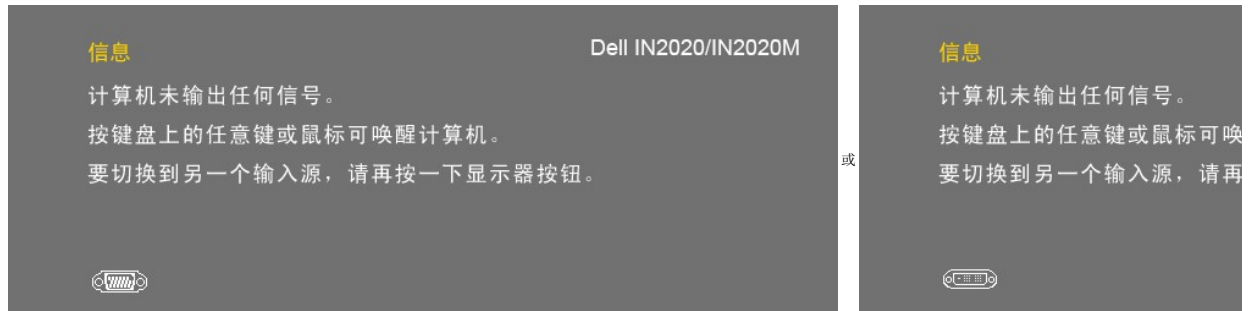 信息
Dell IN2020/IN2020M
计算机未输出任何信号。
按键盘上的任意键或鼠标可唤醒计算机。
要切换到另一个输入源，请再按一下显示器按钮。
或
信息
计算机未输出任何信号。
按键盘上的任意键或鼠标可唤
要切换到另一个输入源，请再